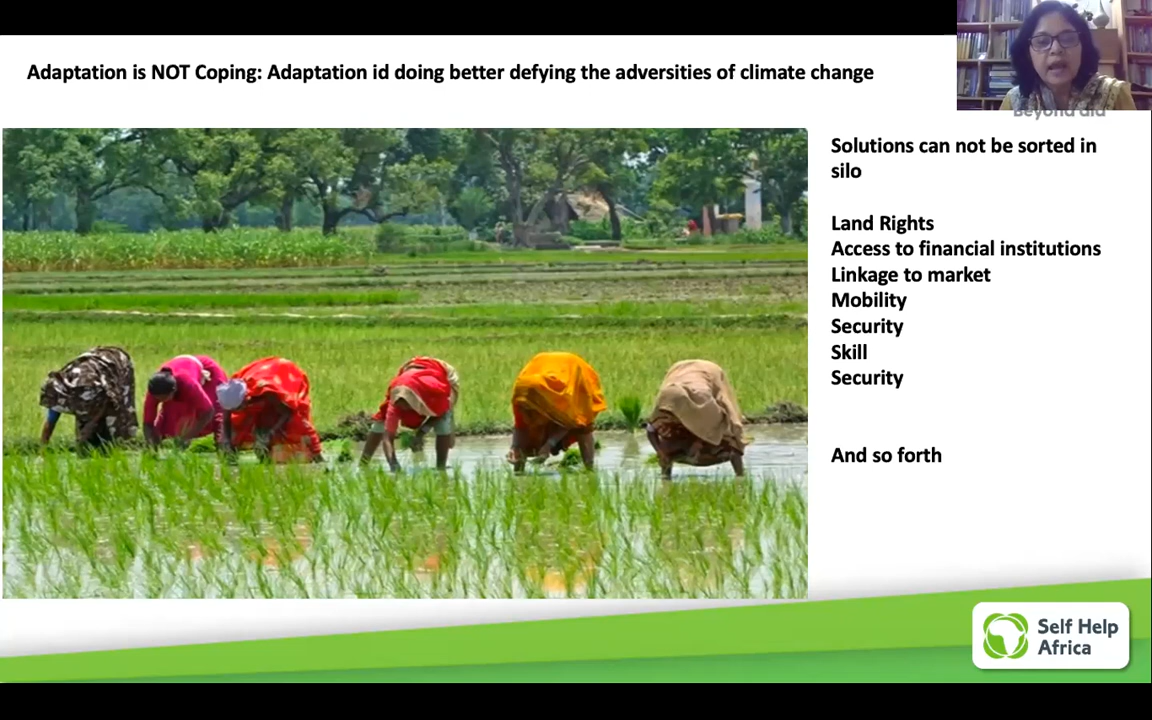 Adaptation is NOT Coping: Adaptation id doing better defying the adversities of climate change
Beyond aid
Solutions can not be sorted in
silo
Land Rights
Access to financial institutions
Linkage to market
Mobility
Security
Skill
Security
And so forth
Self Help
Africa